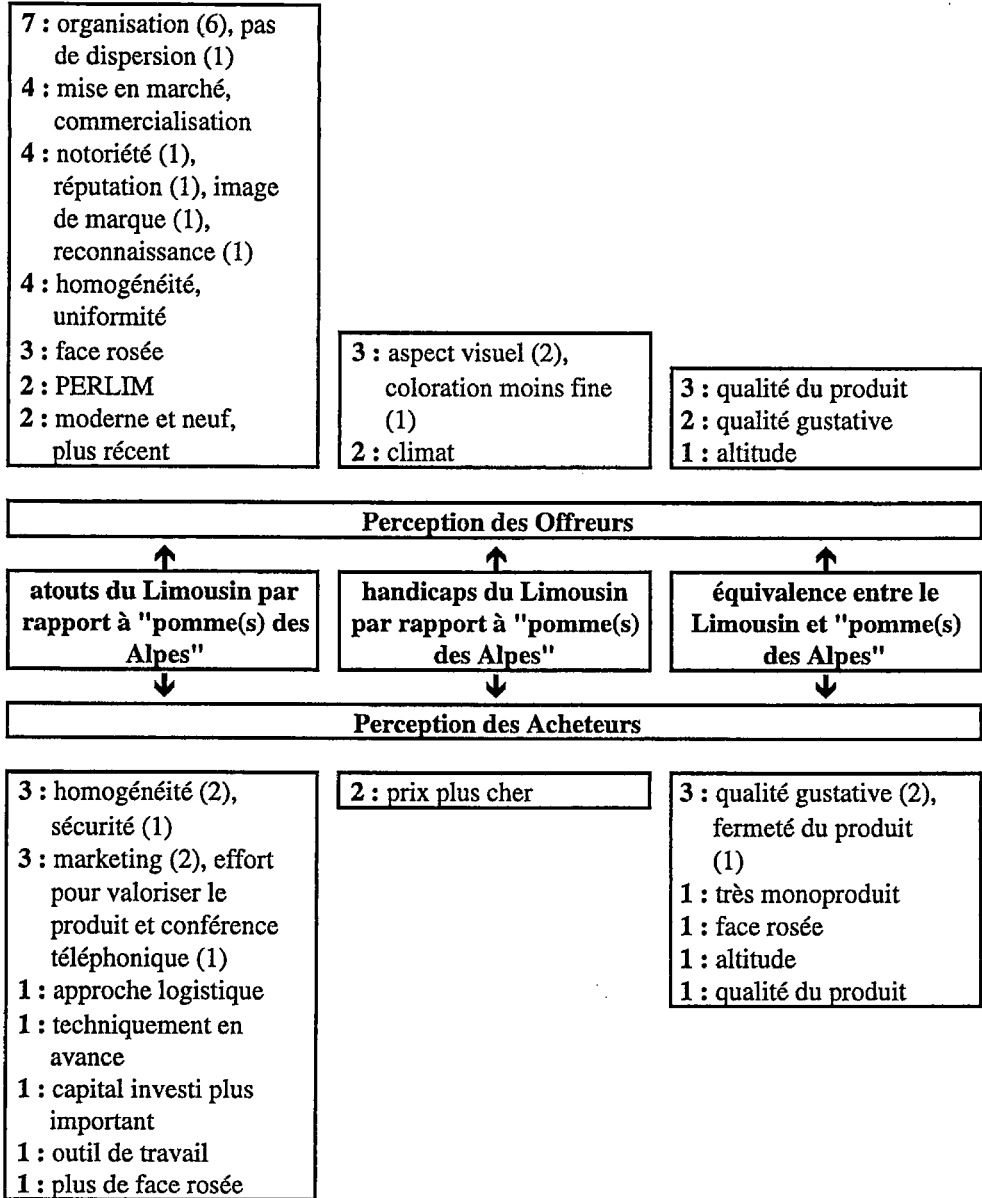 7 : organisation (6), pas
de dispersion (1)
4 : mise en marché,
commercialisation
4 : notoriété (1),
réputation (1), image
de marque (1),
reconnaissance (1)
4 : homogénéité,
uniformité
3 : face rosée
2 : PERLIM
2 : moderne et neuf,
plus récent
3 : aspect visuel (2),
coloration moins fine
(1)
2 : climat
3 : qualité du produit
2 : qualité gustative
1 : altitude
Perception des Offreurs
atouts du Limousin par
rapport à "pomme(s) des
Alpes"
handicaps du Limousin
par rapport à "pomme(s)
des Alpes"
équivalence entre le
Limousin et "pomme(s)
des Alpes"
Perception des Acheteurs
3 : homogénéité (2),
sécurité (1)
3 : marketing (2), effort
pour valoriser le
produit et conférence
téléphonique (1)
1 : approche logistique
1 : techniquement en
avance
1 : capital investi plus
important
1 : outil de travail
1 : plus de face rosée
2 : prix plus cher
3 : qualité gustative (2),
fermeté du produit
(1)
1 : très monoproduit
1 : face rosée
1 : altitude
1 : qualité du produit